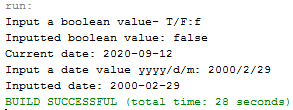 run:
Input a boolean value- T/F:f
Inputted boolean value: false
Current date: 2020-09-12
Input a date value yyyy/d/m: 2000/2/29
Inputted date: 2000-02-29
BUILD SUCCESSFUL (total time: 28 seconds)